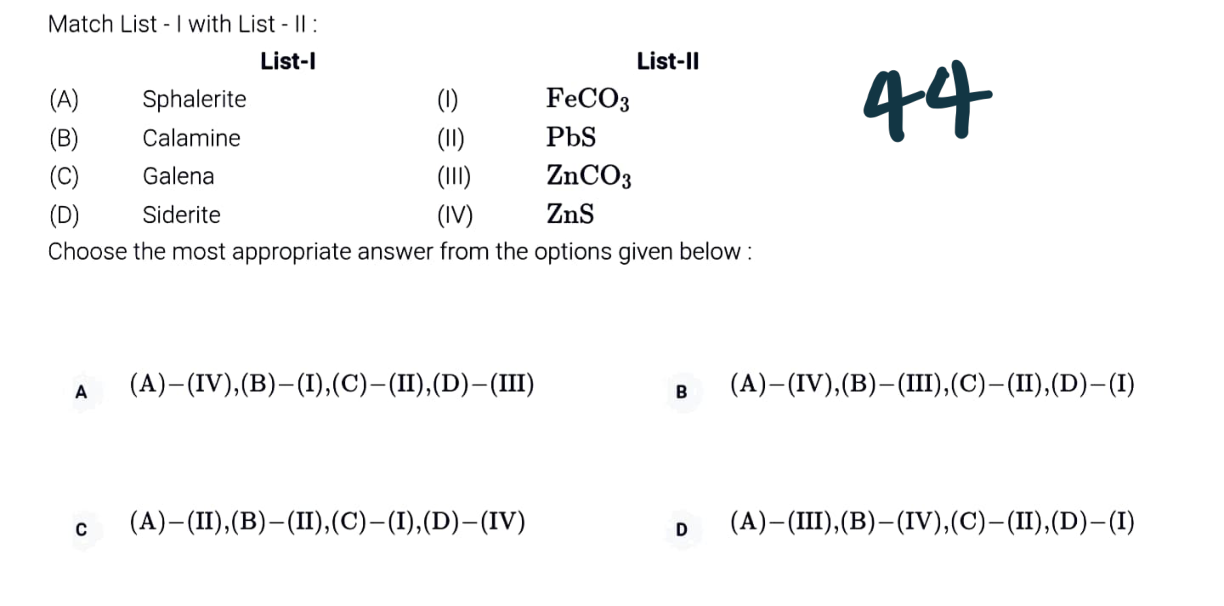 Match List - I with List - II :
List-I List-II
(A) Sphalerite (I) FeCO₃
(B) Calamine (II) PbS
(C) Galena (III) ZnCO₃
(D) Siderite (IV) ZnS
44
Choose the most appropriate answer from the options given below :
A (A)−(IV),(B)−(I),(C)−(II),(D)−(III)
B (A)−(IV),(B)−(III),(C)−(II),(D)−(I)
C (A)−(II),(B)−(II),(C)−(I),(D)−(IV)
D (A)−(III),(B)−(IV),(C)−(II),(D)−(I)